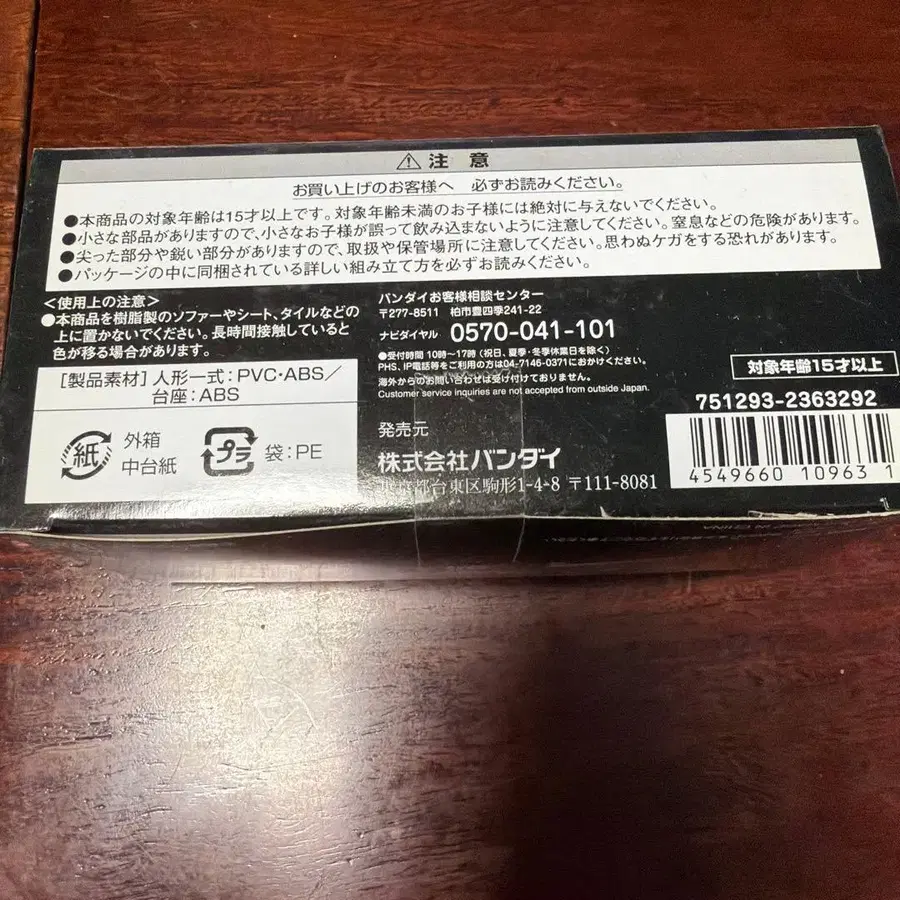 ⚠注 意
お買い上げのお客様へ 必ずお読みください。
●本商品の対象年齢は15才以上です。対象年齢未満のお子様には絶対に与えないでください。
●小さな部品がありますので、小さなお子様が誤って飲み込まないように注意してください。窒息などの危険があります。
●尖った部分や鋭い部分がありますので、取扱や保管場所に注意してください。思わぬケガをする恐れがあります。
●パッケージの中に同梱されている詳しい組み立て方を必ずお読みください。
＜使用上の注意＞
●本商品を樹脂製のソファーやシート、タイルなどの
上に置かないでください。長時間接触していると
色が移る場合があります。
[製品素材] 人形一式：PVC・ABS／
台座：ABS
紙
外箱
中台紙
プラ
袋：PE
バンダイお客様相談センター
〒277-8511 柏市豊四季241-22
ナビダイヤル 0570-041-101
●受付時間 10時〜17時（祝日、夏季・冬季休業日を除く）
PHS、IP電話等をご利用の方は04-7146-0371におかけください。
海外からのお問い合わせは受け付けておりません。
Customer service inquiries are not accepted from outside Japan.
発売元
株式会社バンダイ
東京都台東区駒形1-4-8 〒111-8081
対象年齢15才以上
751293-2363292
4549660 10963 1